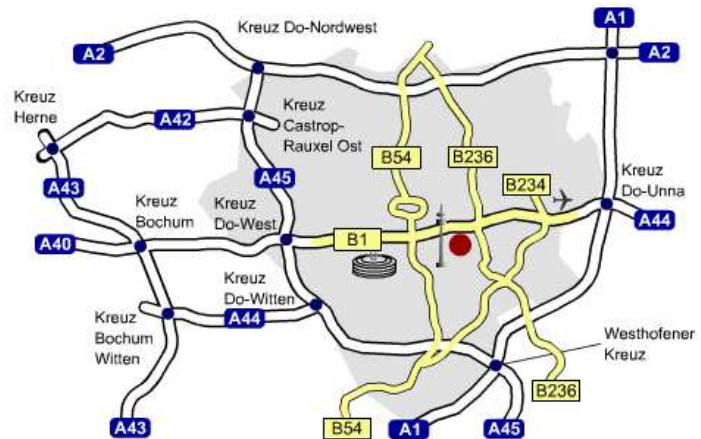 A1
Kreuz Do-Nordwest
A2
A2
Kreuz
Herne
Kreuz
Castrop-
Rauxel Ost
A42
B54
B236
Kreuz
Do-Unna
A43
A45
B234
Kreuz
Bochum
Kreuz
Do-West
A44
A40
B1
Kreuz
Do-Witten
Kreuz
Bochum
Witten
A44
Westhofener
Kreuz
B236
A43
B54
A1
A45